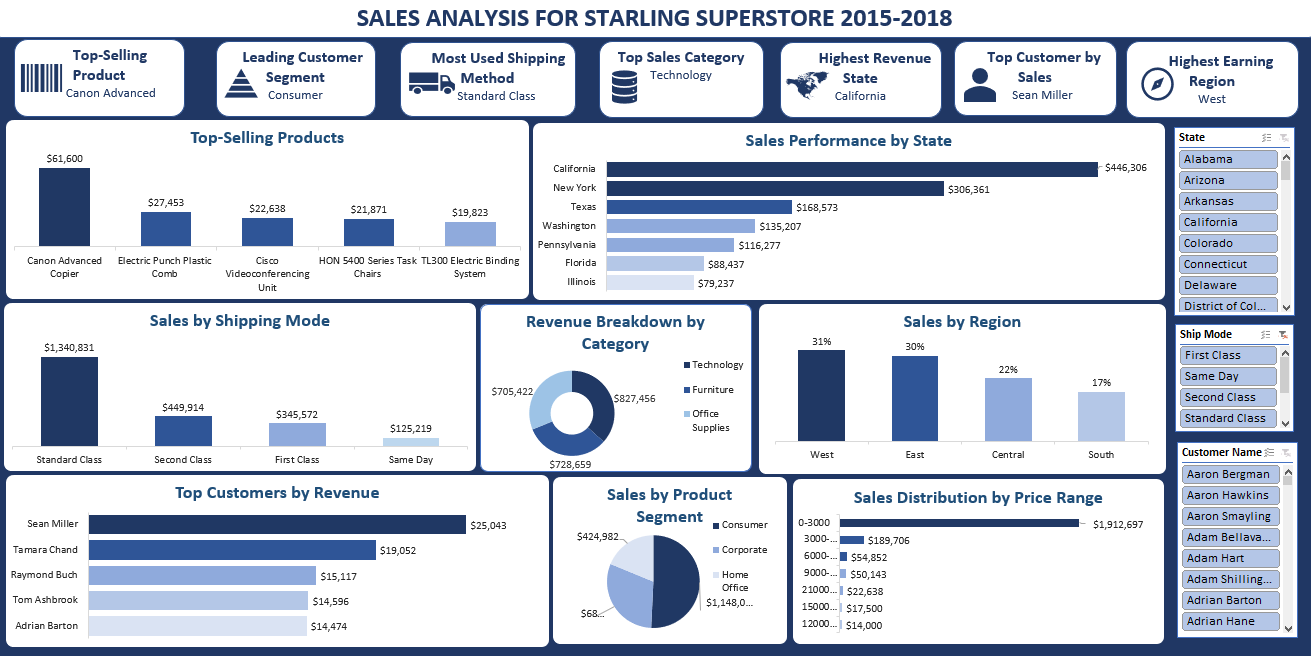 SALES ANALYSIS FOR STARLING SUPERSTORE 2015-2018
Top-Selling
Product
Canon Advanced
Leading Customer
Segment
Consumer
Most Used Shipping
Method
Standard Class
Top Sales Category
Technology
Highest Revenue
State
California
Top Customer by
Sales
Sean Miller
Highest Earning
Region
West
Top-Selling Products
$61,600
$27,453
$22,638
$21,871
$19,823
Canon Advanced
Copier
Electric Punch Plastic
Comb
Cisco
Videoconferencing
Unit
HON 5400 Series Task
Chairs
TL300 Electric Binding
System
Sales Performance by State
California $446,306
New York $306,361
Texas $168,573
Washington $135,207
Pennsylvania $116,277
Florida $88,437
Illinois $79,237
State
Alabama
Arizona
Arkansas
California
Colorado
Connecticut
Delaware
District of Col...
Sales by Shipping Mode
$1,340,831
$449,914
$345,572
$125,219
Standard Class
Second Class
First Class
Same Day
Revenue Breakdown by
Category
Technology
Furniture
Office
Supplies
$705,422
$827,456
$728,659
Sales by Region
31%
30%
22%
17%
West
East
Central
South
Ship Mode
First Class
Same Day
Second Class
Standard Class
Top Customers by Revenue
Sean Miller $25,043
Tamara Chand $19,052
Raymond Buch $15,117
Tom Ashbrook $14,596
Adrian Barton $14,474
Sales by Product
Segment
Consumer
Corporate
Home
Office
$424,982
$68...
$1,148,0...
Sales Distribution by Price Range
0-3000 $1,912,697
3000-... $189,706
6000-... $54,852
9000-... $50,143
21000... $22,638
15000... $17,500
12000... $14,000
Customer Name
Aaron Bergman
Aaron Hawkins
Aaron Smayling
Adam Bellava...
Adam Hart
Adam Shilling...
Adrian Barton
Adrian Hane